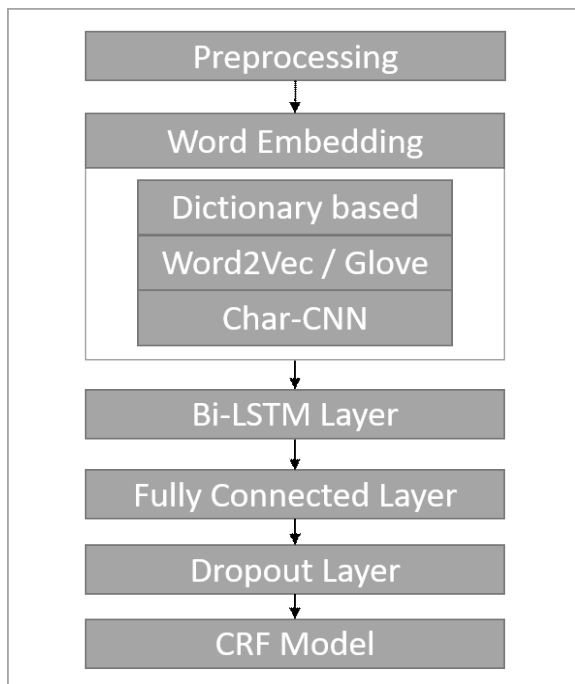 Preprocessing
Word Embedding
Dictionary based
Word2Vec / Glove
Char-CNN
Bi-LSTM Layer
Fully Connected Layer
Dropout Layer
CRF Model